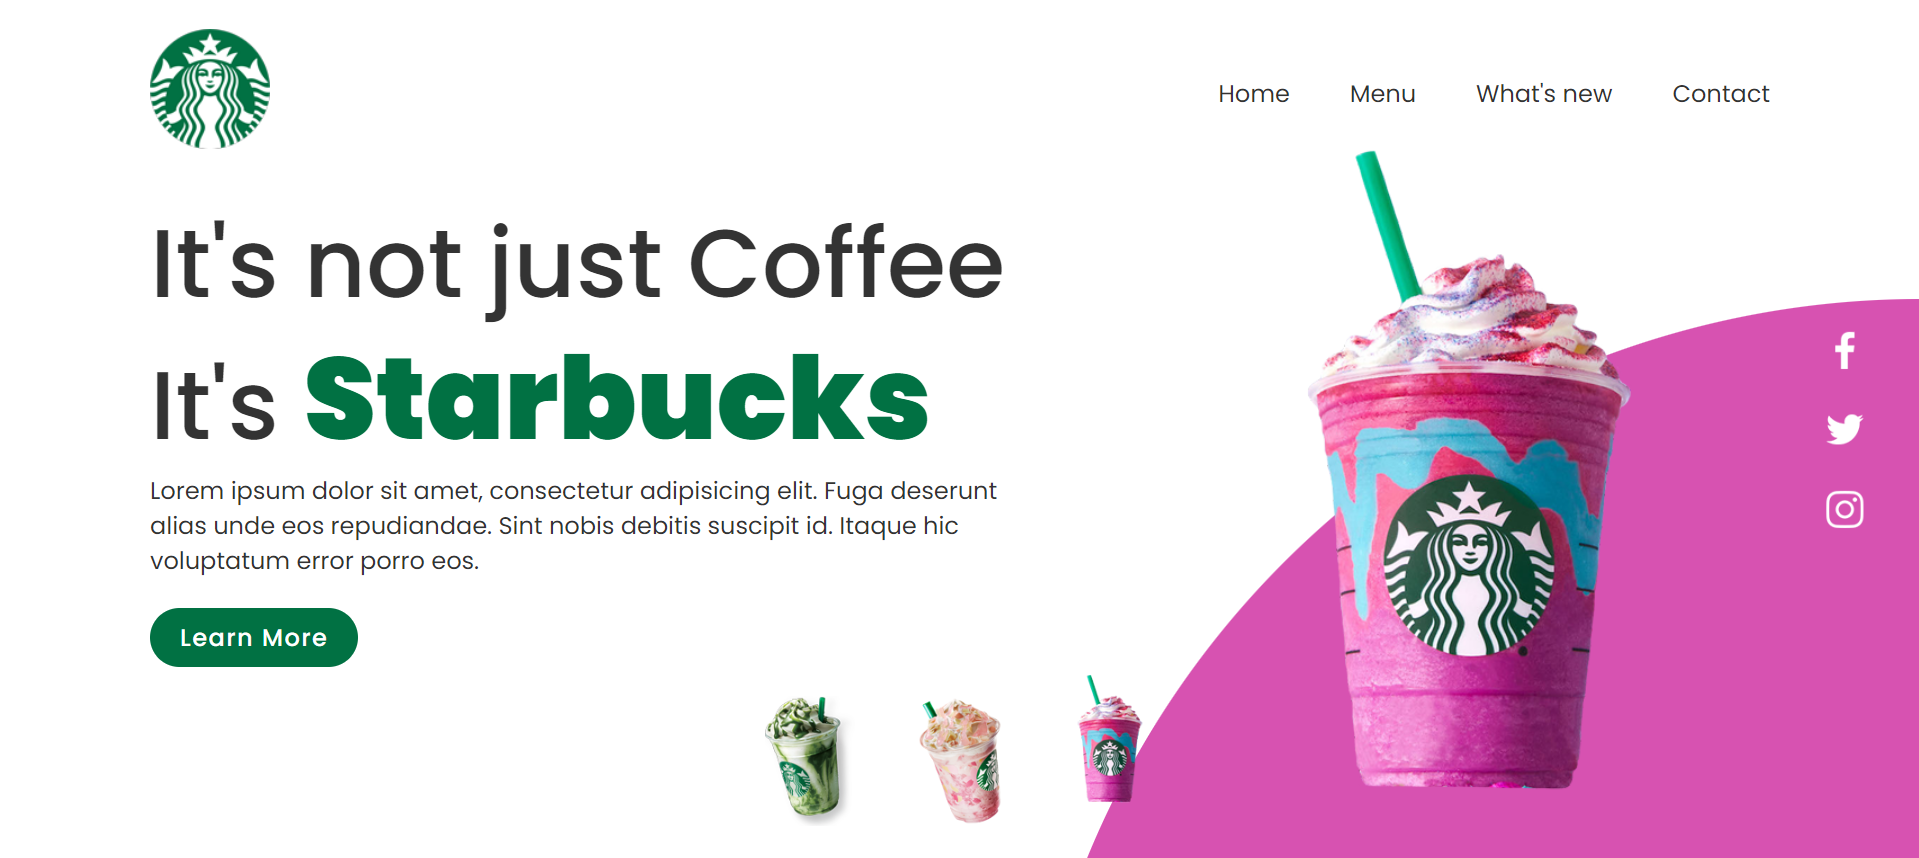 Home
Menu
What's new
Contact
It's not just Coffee
It's Starbucks
Lorem ipsum dolor sit amet, consectetur adipisicing elit. Fuga deserunt
alias unde eos repudiandae. Sint nobis debitis suscipit id. Itaque hic
voluptatum error porro eos.
Learn More